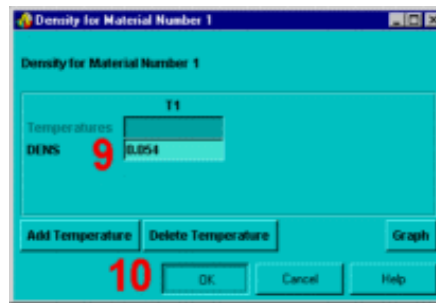 Density for Material Number 1
Density for Material Number 1
T1
Temperatures
DENS 9 0.054
Add Temperature Delete Temperature Graph
10 OK Cancel Help